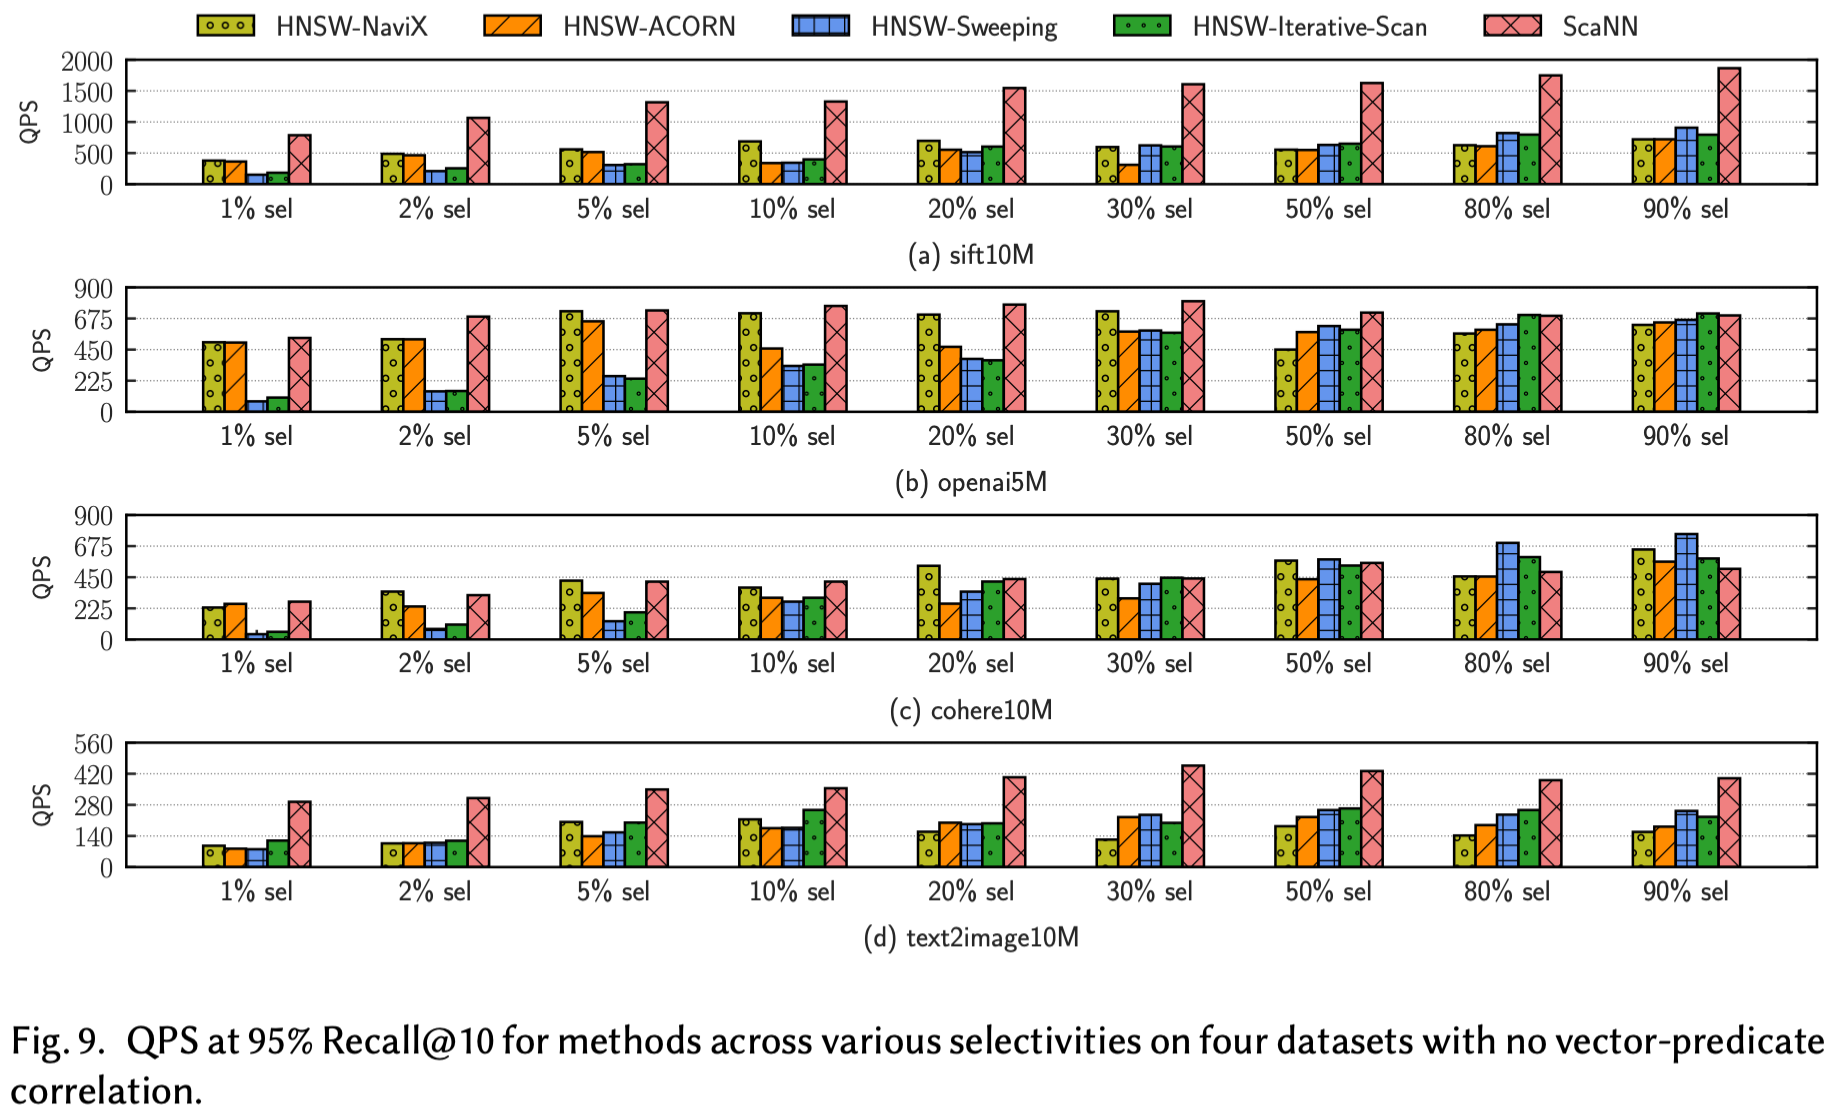 HNSW-NaviX HNSW-ACORN HNSW-Sweeping HNSW-Iterative-Scan ScaNN
2000
1500
1000
500
0
QPS
1% sel 2% sel 5% sel 10% sel 20% sel 30% sel 50% sel 80% sel 90% sel
(a) sift10M
900
675
450
225
0
QPS
1% sel 2% sel 5% sel 10% sel 20% sel 30% sel 50% sel 80% sel 90% sel
(b) openai5M
900
675
450
225
0
QPS
1% sel 2% sel 5% sel 10% sel 20% sel 30% sel 50% sel 80% sel 90% sel
(c) cohere10M
560
420
280
140
0
QPS
1% sel 2% sel 5% sel 10% sel 20% sel 30% sel 50% sel 80% sel 90% sel
(d) text2image10M
Fig. 9. QPS at 95% Recall@10 for methods across various selectivities on four datasets with no vector-predicate
correlation.